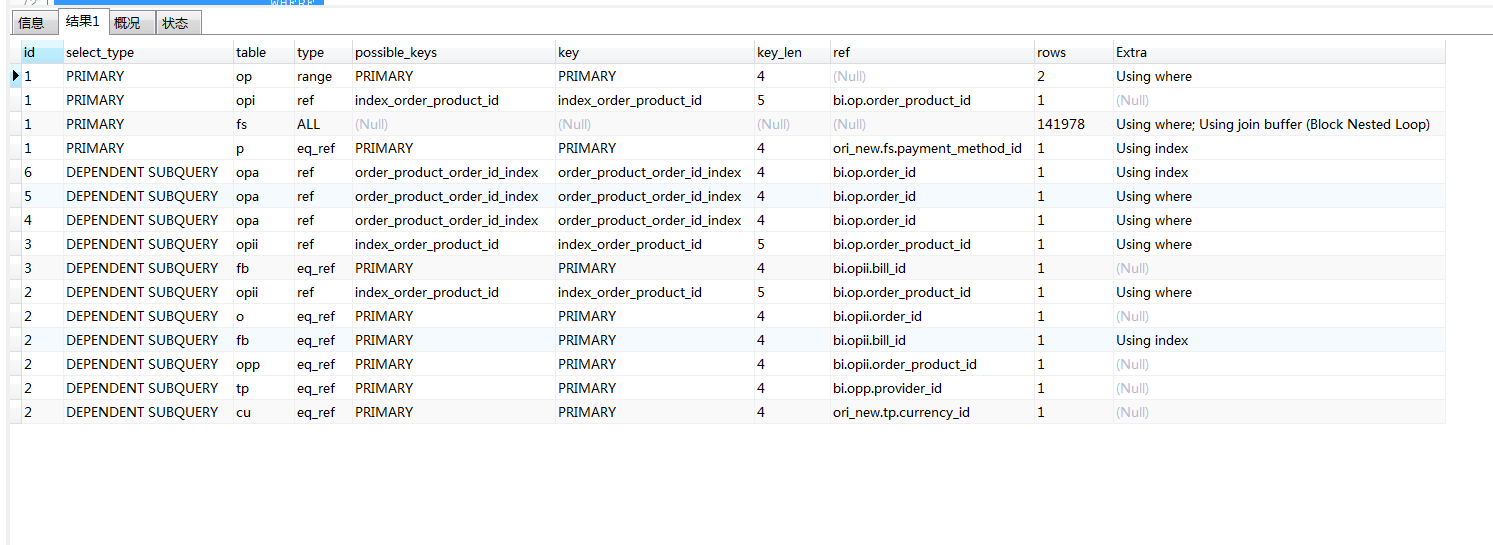 WHERE
信息 结果1 概况 状态
id select_type table type possible_keys key key_len ref rows Extra
1 PRIMARY op range PRIMARY PRIMARY 4 (Null) 2 Using where
1 PRIMARY opi ref index_order_product_id index_order_product_id 5 bi.op.order_product_id 1 (Null)
1 PRIMARY fs ALL (Null) (Null) (Null) (Null) 141978 Using where; Using join buffer (Block Nested Loop)
1 PRIMARY p eq_ref PRIMARY PRIMARY 4 ori_new.fs.payment_method_id 1 Using index
6 DEPENDENT SUBQUERY opa ref order_product_order_id_index order_product_order_id_index 4 bi.op.order_id 1 Using index
5 DEPENDENT SUBQUERY opa ref order_product_order_id_index order_product_order_id_index 4 bi.op.order_id 1 Using where
4 DEPENDENT SUBQUERY opa ref order_product_order_id_index order_product_order_id_index 4 bi.op.order_id 1 Using where
3 DEPENDENT SUBQUERY opii ref index_order_product_id index_order_product_id 5 bi.op.order_product_id 1 Using where
3 DEPENDENT SUBQUERY fb eq_ref PRIMARY PRIMARY 4 bi.opii.bill_id 1 (Null)
2 DEPENDENT SUBQUERY opii ref index_order_product_id index_order_product_id 5 bi.op.order_product_id 1 Using where
2 DEPENDENT SUBQUERY o eq_ref PRIMARY PRIMARY 4 bi.opii.order_id 1 (Null)
2 DEPENDENT SUBQUERY fb eq_ref PRIMARY PRIMARY 4 bi.opii.bill_id 1 Using index
2 DEPENDENT SUBQUERY opp eq_ref PRIMARY PRIMARY 4 bi.opii.order_product_id 1 (Null)
2 DEPENDENT SUBQUERY tp eq_ref PRIMARY PRIMARY 4 bi.opp.provider_id 1 (Null)
2 DEPENDENT SUBQUERY cu eq_ref PRIMARY PRIMARY 4 ori_new.tp.currency_id 1 (Null)